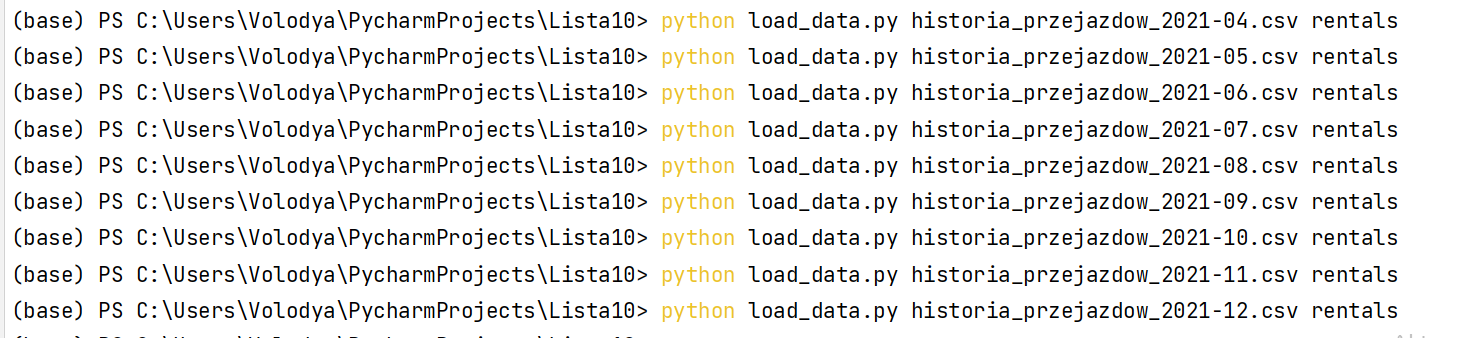 (base) PS C:\Users\Volodya\PycharmProjects\Lista10> python load_data.py historia_przejazdow_2021-04.csv rentals
(base) PS C:\Users\Volodya\PycharmProjects\Lista10> python load_data.py historia_przejazdow_2021-05.csv rentals
(base) PS C:\Users\Volodya\PycharmProjects\Lista10> python load_data.py historia_przejazdow_2021-06.csv rentals
(base) PS C:\Users\Volodya\PycharmProjects\Lista10> python load_data.py historia_przejazdow_2021-07.csv rentals
(base) PS C:\Users\Volodya\PycharmProjects\Lista10> python load_data.py historia_przejazdow_2021-08.csv rentals
(base) PS C:\Users\Volodya\PycharmProjects\Lista10> python load_data.py historia_przejazdow_2021-09.csv rentals
(base) PS C:\Users\Volodya\PycharmProjects\Lista10> python load_data.py historia_przejazdow_2021-10.csv rentals
(base) PS C:\Users\Volodya\PycharmProjects\Lista10> python load_data.py historia_przejazdow_2021-11.csv rentals
(base) PS C:\Users\Volodya\PycharmProjects\Lista10> python load_data.py historia_przejazdow_2021-12.csv rentals